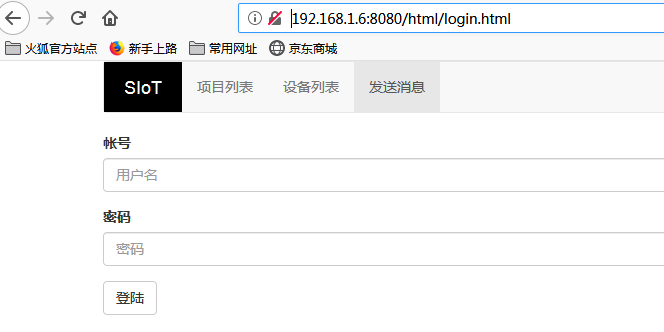 192.168.1.6:8080/html/login.html
火狐官方站点 新手上路 常用网址 京东商城
SIoT 项目列表 设备列表 发送消息
帐号
用户名
密码
密码
登陆